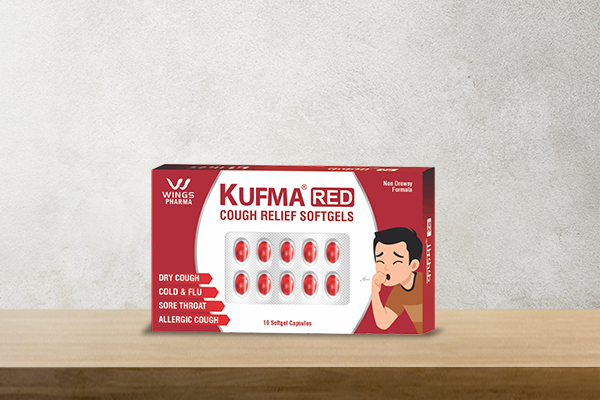 WINGS
PHARMA
KUFMA® RED
COUGH RELIEF SOFTGELS
Non Drowsy
Formula
DRY COUGH
COLD & FLU
SORE THROAT
ALLERGIC COUGH
10 Softgel Capsules